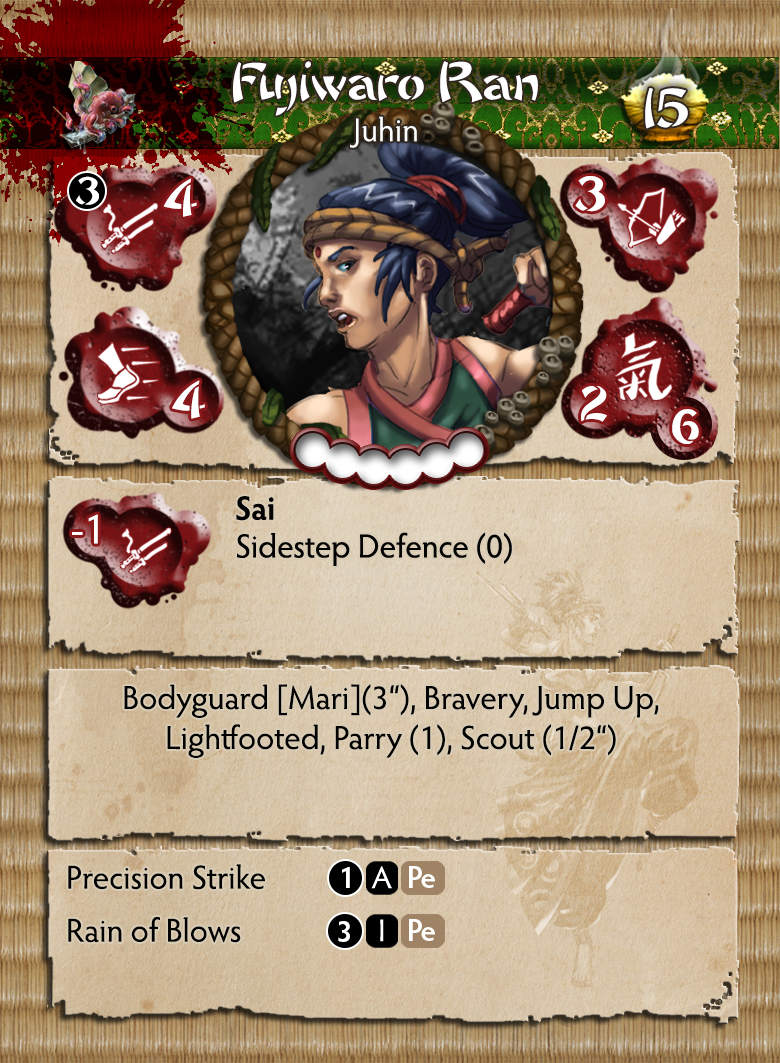 Fujiwaro Ran
15
Juhin
3 4
3
4
氣
2 6
-1
Sai
Sidestep Defence (0)
Bodyguard [Mari](3"), Bravery, Jump Up,
Lightfooted, Parry (1), Scout (1/2")
Precision Strike 1 A Pe
Rain of Blows 3 I Pe